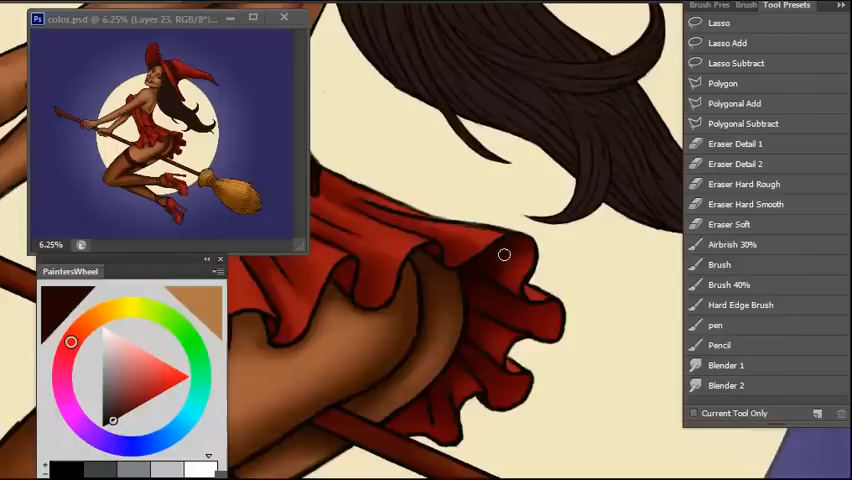 color.psd @ 6.25% (Layer 23, RGB/8*)
6.25%
PaintersWheel
Brush Pres
Brush
Tool Presets
Lasso
Lasso Add
Lasso Subtract
Polygon
Polygonal Add
Polygonal Subtract
Eraser Detail 1
Eraser Detail 2
Eraser Hard Rough
Eraser Hard Smooth
Eraser Soft
Airbrish 30%
Brush
Brush 40%
Hard Edge Brush
pen
Pencil
Blender 1
Blender 2
Current Tool Only